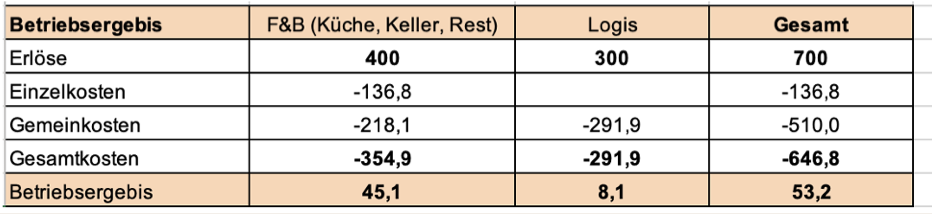 Betriebsergebis F&B (Küche, Keller, Rest) Logis Gesamt
Erlöse 400 300 700
Einzelkosten -136,8 -136,8
Gemeinkosten -218,1 -291,9 -510,0
Gesamtkosten -354,9 -291,9 -646,8
Betriebsergebis 45,1 8,1 53,2